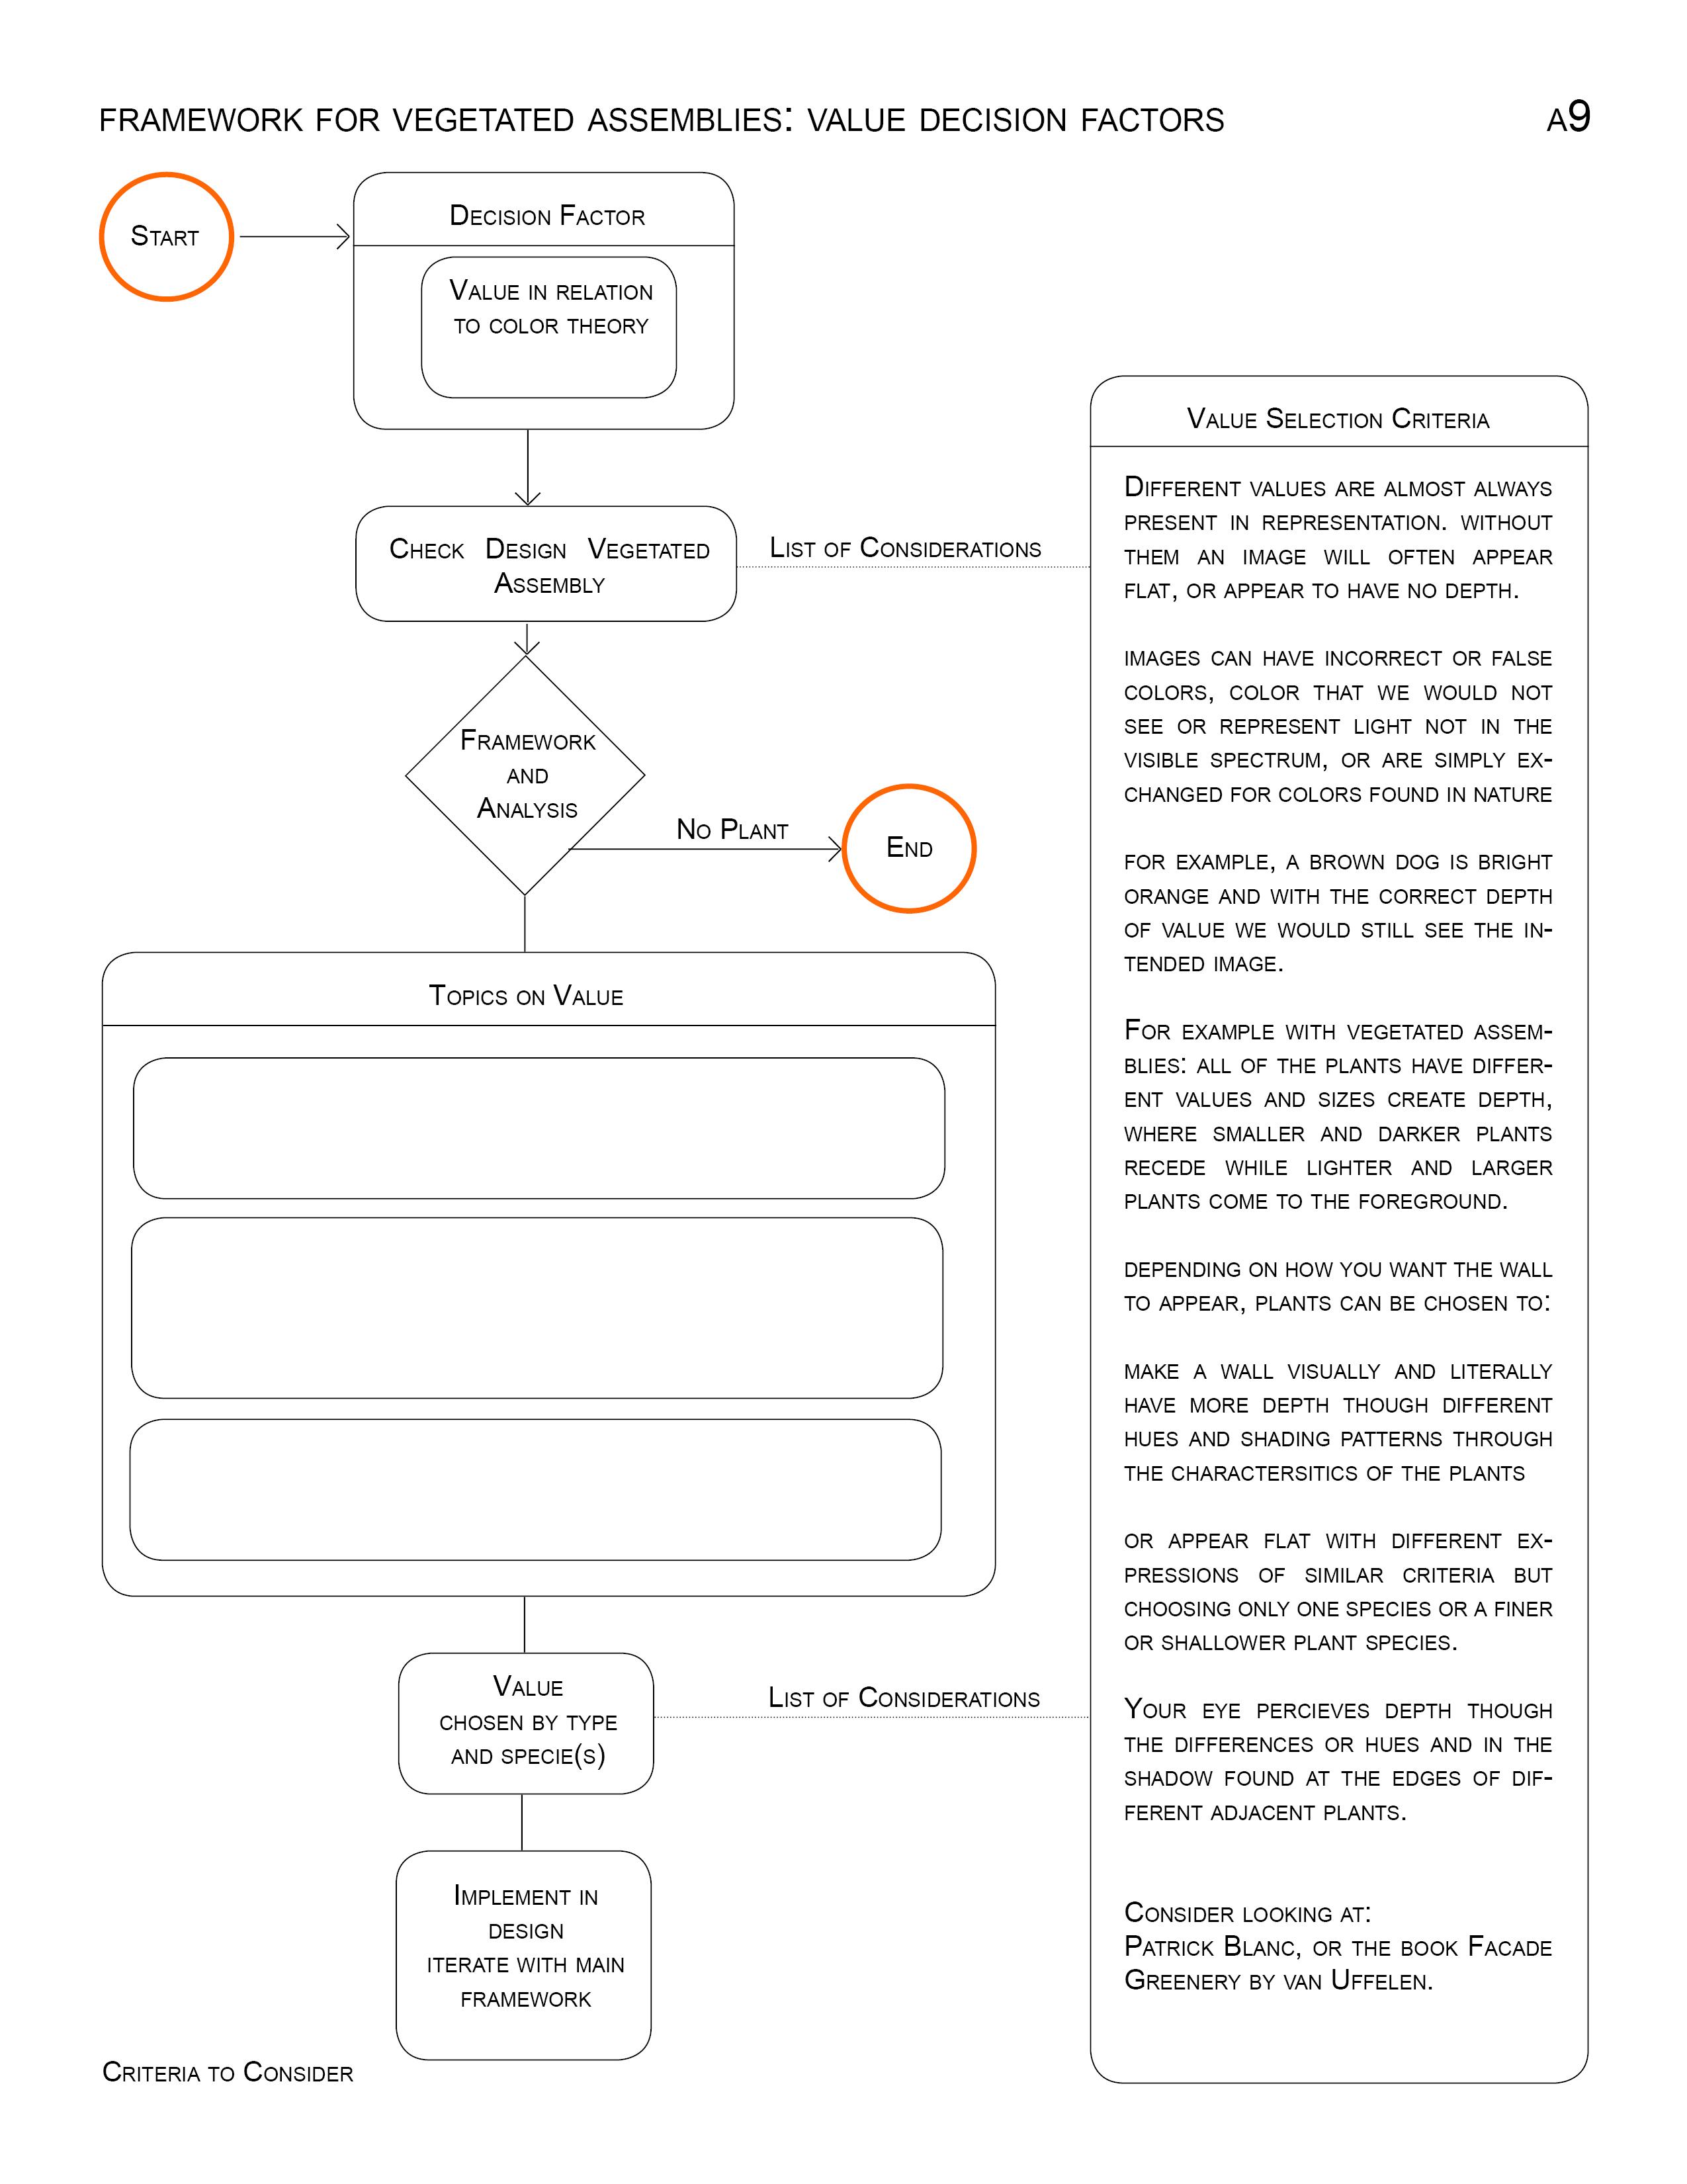 FRAMEWORK FOR VEGETATED ASSEMBLIES: VALUE DECISION FACTORS
A9
START
DECISION FACTOR
VALUE IN RELATION
TO COLOR THEORY
CHECK DESIGN VEGETATED
ASSEMBLY
LIST OF CONSIDERATIONS
FRAMEWORK
AND
ANALYSIS
NO PLANT
END
TOPICS ON VALUE
VALUE
CHOSEN BY TYPE
AND SPECIE(S)
LIST OF CONSIDERATIONS
IMPLEMENT IN
DESIGN
ITERATE WITH MAIN
FRAMEWORK
VALUE SELECTION CRITERIA
DIFFERENT VALUES ARE ALMOST ALWAYS
PRESENT IN REPRESENTATION. WITHOUT
THEM AN IMAGE WILL OFTEN APPEAR
FLAT, OR APPEAR TO HAVE NO DEPTH.
IMAGES CAN HAVE INCORRECT OR FALSE
COLORS, COLOR THAT WE WOULD NOT
SEE OR REPRESENT LIGHT NOT IN THE
VISIBLE SPECTRUM, OR ARE SIMPLY EX-
CHANGED FOR COLORS FOUND IN NATURE
FOR EXAMPLE, A BROWN DOG IS BRIGHT
ORANGE AND WITH THE CORRECT DEPTH
OF VALUE WE WOULD STILL SEE THE IN-
TENDED IMAGE.
FOR EXAMPLE WITH VEGETATED ASSEM-
BLIES: ALL OF THE PLANTS HAVE DIFFER-
ENT VALUES AND SIZES CREATE DEPTH,
WHERE SMALLER AND DARKER PLANTS
RECEDE WHILE LIGHTER AND LARGER
PLANTS COME TO THE FOREGROUND.
DEPENDING ON HOW YOU WANT THE WALL
TO APPEAR, PLANTS CAN BE CHOSEN TO:
MAKE A WALL VISUALLY AND LITERALLY
HAVE MORE DEPTH THOUGH DIFFERENT
HUES AND SHADING PATTERNS THROUGH
THE CHARACTERSITICS OF THE PLANTS
OR APPEAR FLAT WITH DIFFERENT EX-
PRESSIONS OF SIMILAR CRITERIA BUT
CHOOSING ONLY ONE SPECIES OR A FINER
OR SHALLOWER PLANT SPECIES.
YOUR EYE PERCIEVES DEPTH THOUGH
THE DIFFERENCES OR HUES AND IN THE
SHADOW FOUND AT THE EDGES OF DIF-
FERENT ADJACENT PLANTS.
CONSIDER LOOKING AT:
PATRICK BLANC, OR THE BOOK FACADE
GREENERY BY VAN UFFELEN.
CRITERIA TO CONSIDER